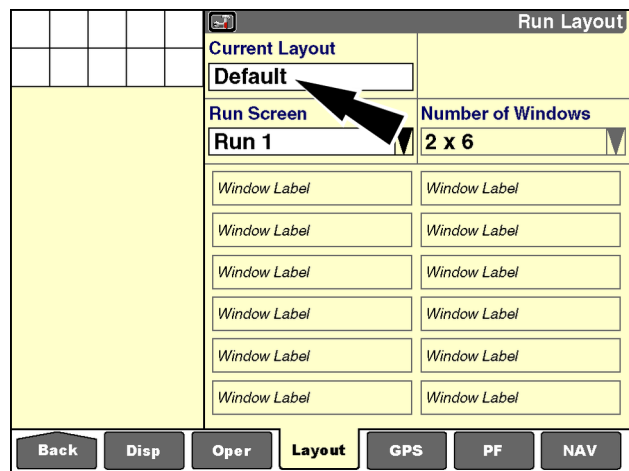 Run Layout
Current Layout
Default
Run Screen
Number of Windows
Run 1
2 x 6
Window Label
Window Label
Window Label
Window Label
Window Label
Window Label
Window Label
Window Label
Window Label
Window Label
Window Label
Window Label
Back
Disp
Oper
Layout
GPS
PF
NAV